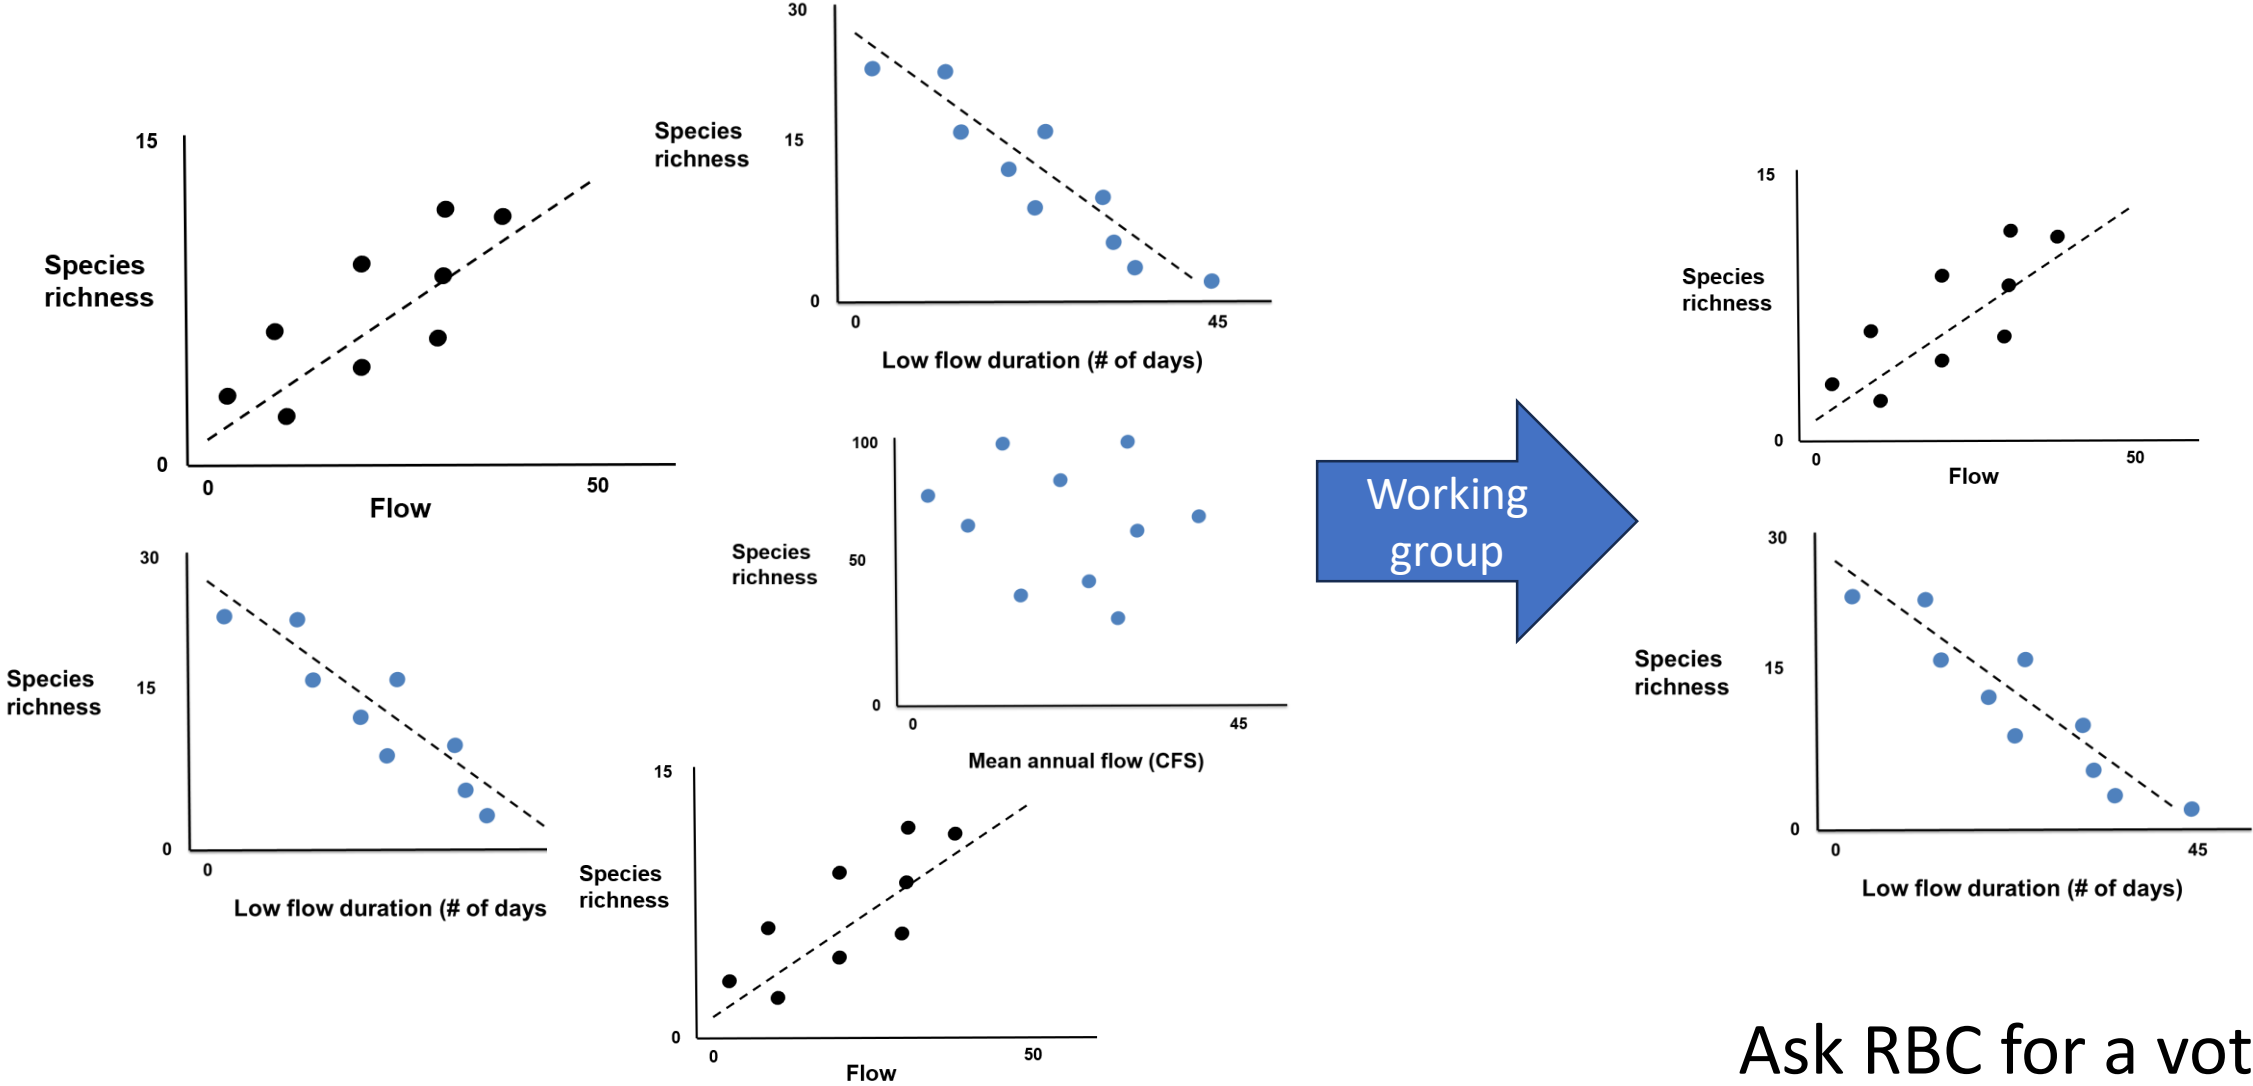 15
Species
richness
0
0
50
Flow
30
Species
richness
15
0
0
45
Low flow duration (# of days)
30
Species
richness
15
0
0
Low flow duration (# of days
100
Species
richness
50
0
0
45
Mean annual flow (CFS)
15
Species
richness
0
0
50
Flow
Working
group
15
Species
richness
0
0
50
Flow
30
Species
richness
15
0
0
45
Low flow duration (# of days)
Ask RBC for a vot